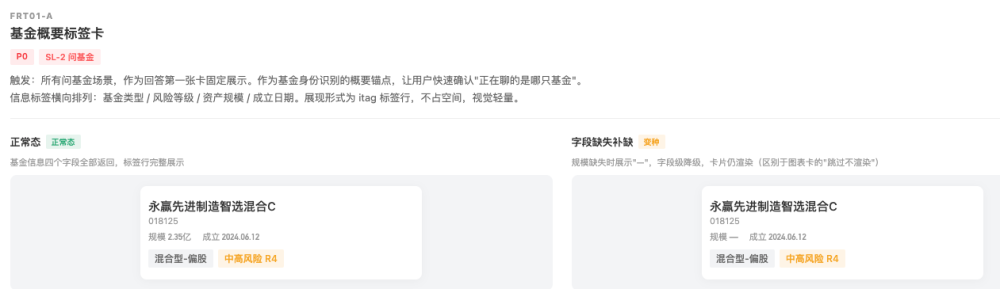 FRT01-A
基金概要标签卡
P0 SL-2 问基金
触发：所有问基金场景，作为回答第一张卡固定展示。作为基金身份识别的概要锚点，让用户快速确认"正在聊的是哪只基金"。
信息标签横向排列：基金类型 / 风险等级 / 资产规模 / 成立日期。展现形式为 itag 标签行，不占空间，视觉轻量。
正常态 正常态
基金信息四个字段全部返回，标签行完整展示
永赢先进制造智选混合C
018125
规模 2.35亿 成立 2024.06.12
混合型-偏股 中高风险 R4
字段缺失补缺 变种
规模缺失时展示"—"，字段级降级，卡片仍渲染（区别于图表卡的"跳过不渲染"）
永赢先进制造智选混合C
018125
规模 — 成立 2024.06.12
混合型-偏股 中高风险 R4